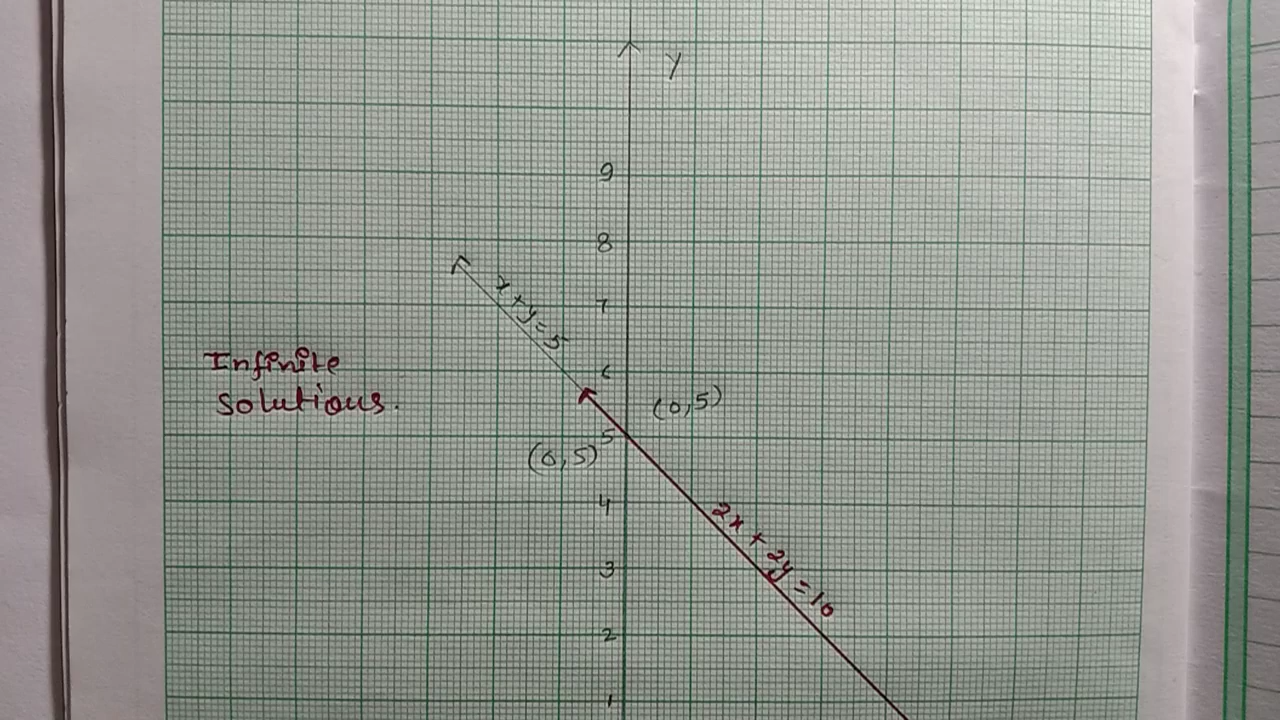 Y
9
8
x+y=5
7
Infinite
solutions.
6
(0,5)
5
(0,5)
4
2x+2y=10
3
2
1